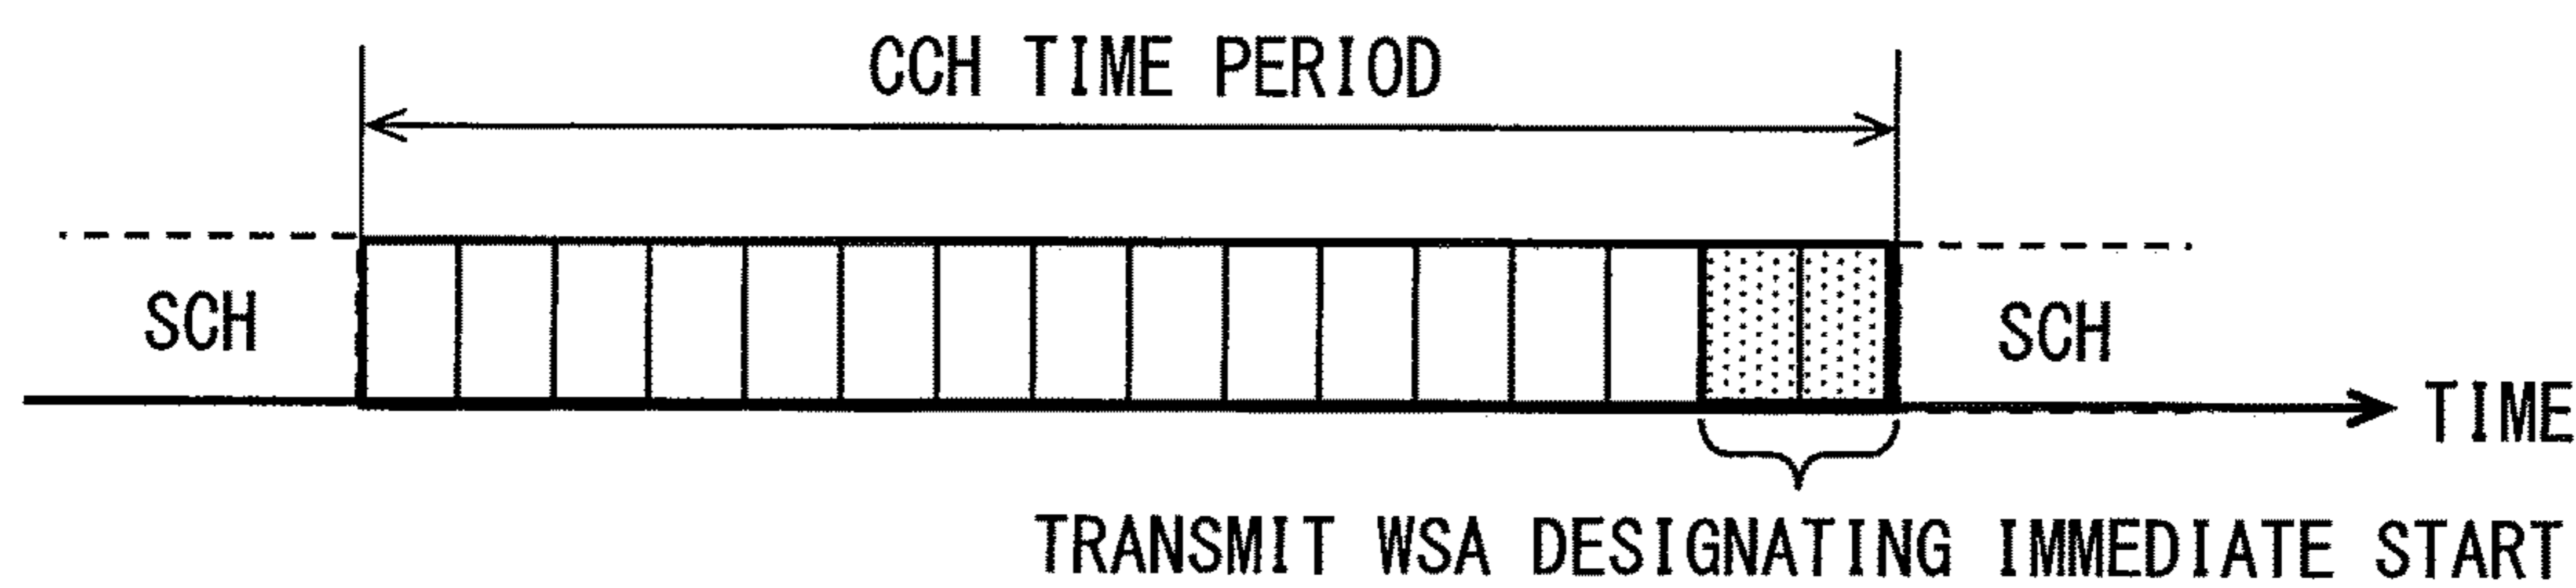 CCH TIME PERIOD
SCH
SCH
TIME
TRANSMIT WSA DESIGNATING IMMEDIATE START